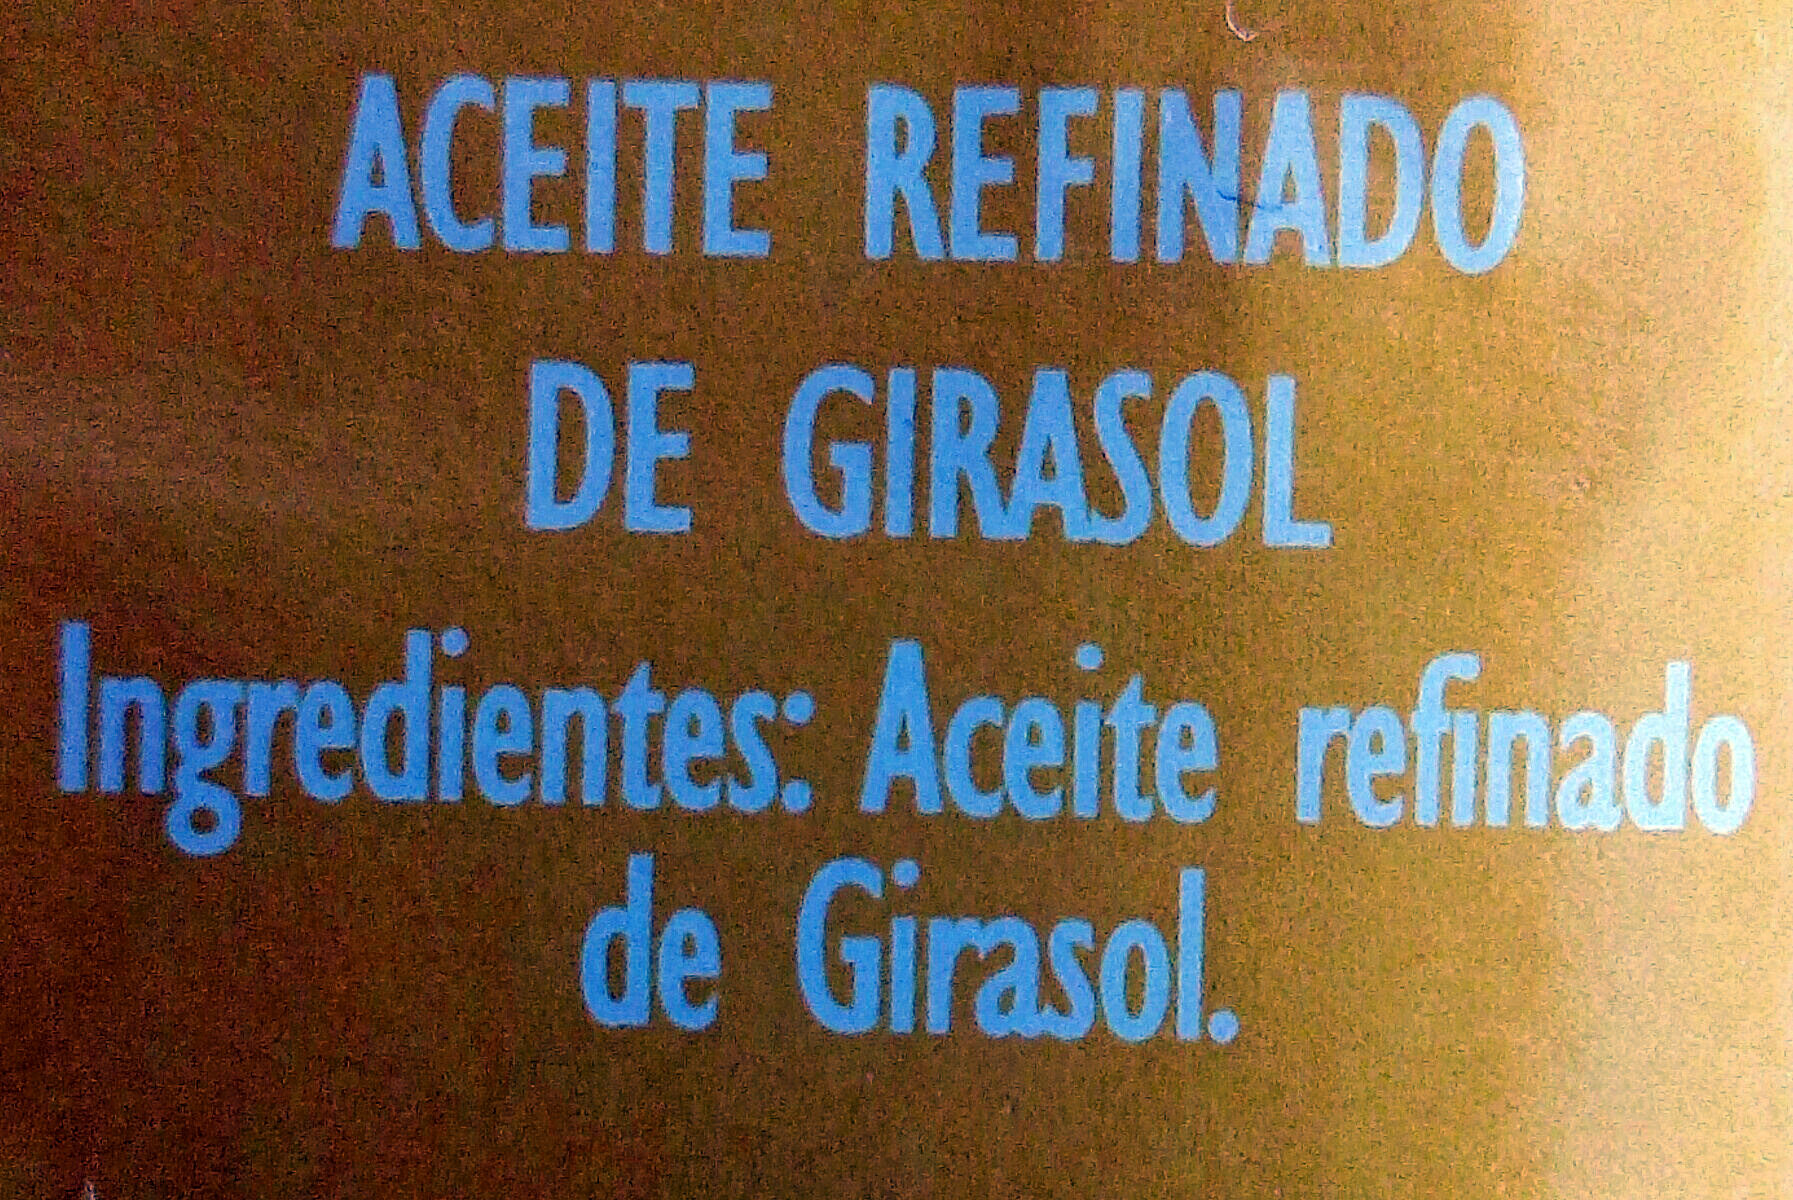 ACEITE REFINADO
DE GIRASOL
Ingredientes: Aceite refinado
de Girasol.